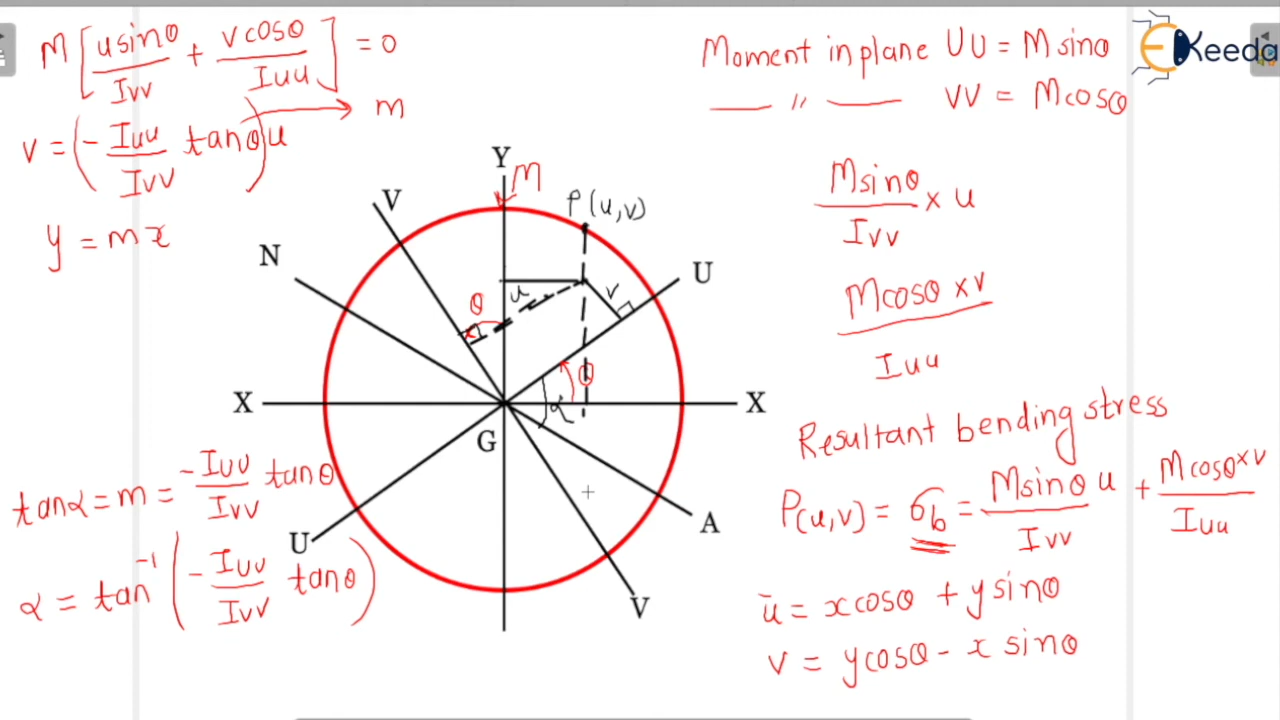 M [ u sinθ / Ivv + v cosθ / Iuu ] = 0
v = ( - Iuu / Ivv tanθ ) u → m
y = mx
tanα = m = - Iuu / Ivv tanθ
α = tan⁻¹ ( - Iuu / Ivv tanθ )
Y
M
P(u,v)
V
N
U
θ
u
v
θ
α
X
X
G
U
A
V
Moment in plane UU = M sinθ
— " — VV = M cosθ
M sinθ / Ivv × u
M cosθ × v / Iuu
Resultant bending stress
P(u,v) = σb = M sinθ u / Ivv + M cosθ × v / Iuu
u = x cosθ + y sinθ
v = y cosθ - x sinθ
EKeeda